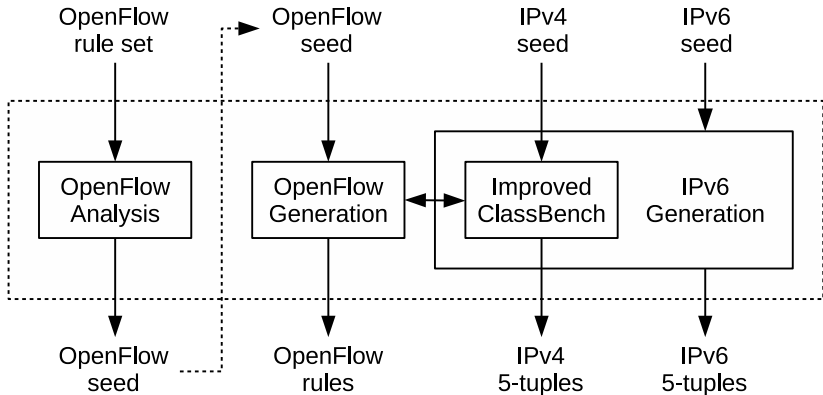 OpenFlow
rule set
OpenFlow
seed
IPv4
seed
IPv6
seed
OpenFlow
Analysis
OpenFlow
Generation
Improved
ClassBench
IPv6
Generation
OpenFlow
seed
OpenFlow
rules
IPv4
5-tuples
IPv6
5-tuples